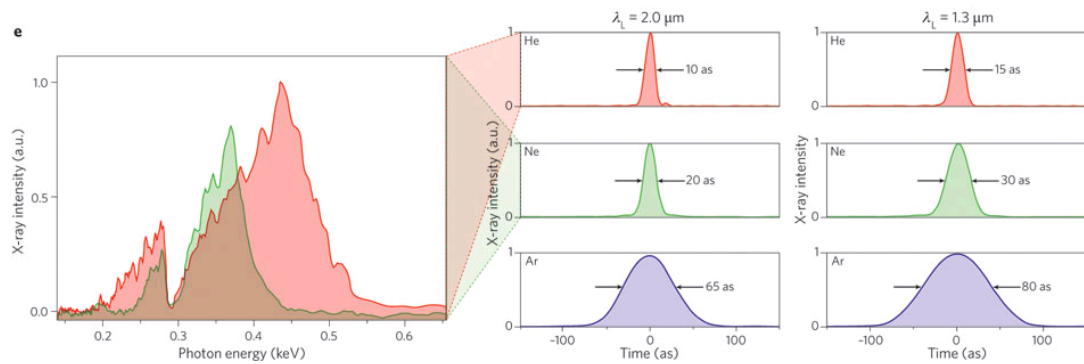 e
X-ray intensity (a.u.)
1.0
0.5
0.0
0.2
0.3
0.4
0.5
0.6
Photon energy (keV)
λL = 2.0 μm
X-ray intensity (a.u.)
1
He
10 as
0
1
Ne
20 as
0
1
Ar
65 as
0
-100
0
100
Time (as)
λL = 1.3 μm
X-ray intensity
1
He
15 as
0
1
Ne
30 as
0
1
Ar
80 as
0
-100
0
100
Time (as)